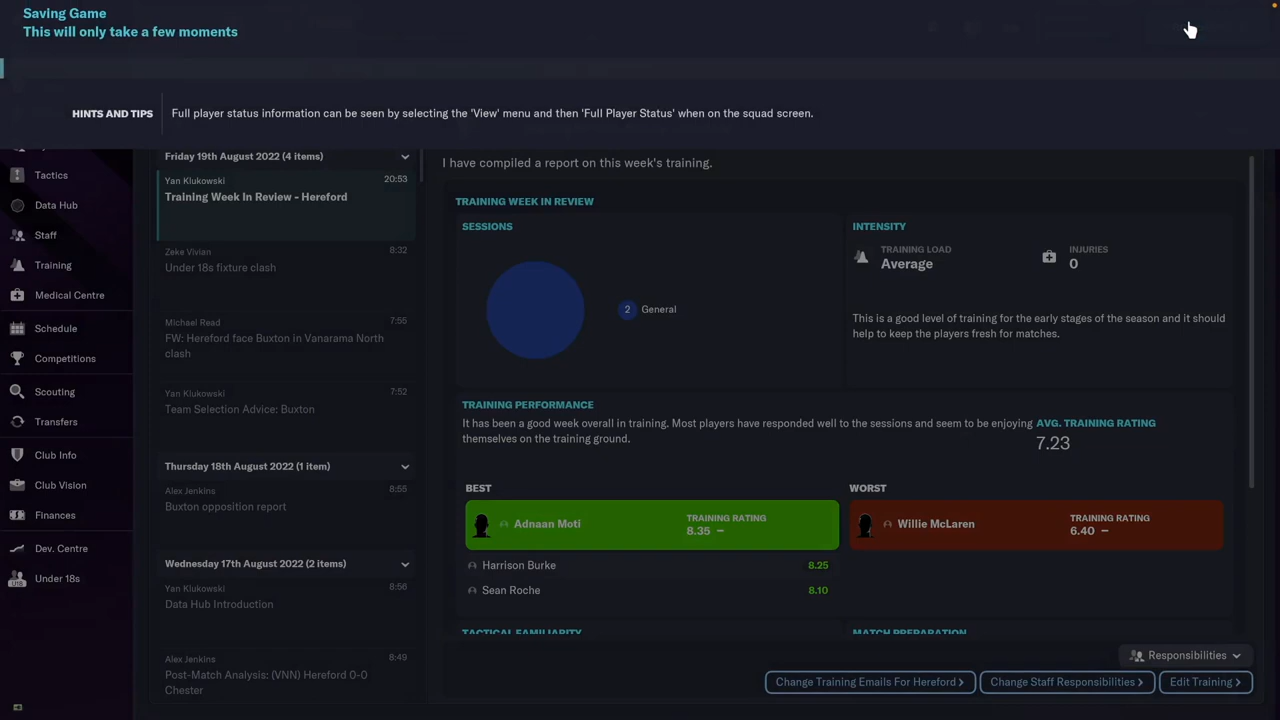 Saving Game
This will only take a few moments
HINTS AND TIPS
Full player status information can be seen by selecting the 'View' menu and then 'Full Player Status' when on the squad screen.
Tactics
Data Hub
Staff
Training
Medical Centre
Schedule
Competitions
Scouting
Transfers
Club Info
Club Vision
Finances
Dev. Centre
Under 18s
Friday 19th August 2022 (4 items)
Yan Klukowski
20:53
Training Week In Review - Hereford
Zeke Vivian
8:32
Under 18s fixture clash
Michael Read
7:55
FW: Hereford face Buxton in Vanarama North
clash
Yan Klukowski
7:52
Team Selection Advice: Buxton
Thursday 18th August 2022 (1 item)
Alex Jenkins
8:55
Buxton opposition report
Wednesday 17th August 2022 (2 items)
Yan Klukowski
8:56
Data Hub Introduction
Alex Jenkins
8:49
Post-Match Analysis: (VNN) Hereford 0-0
Chester
I have compiled a report on this week's training.
TRAINING WEEK IN REVIEW
SESSIONS
2 General
INTENSITY
TRAINING LOAD
Average
INJURIES
0
This is a good level of training for the early stages of the season and it should
help to keep the players fresh for matches.
TRAINING PERFORMANCE
It has been a good week overall in training. Most players have responded well to the sessions and seem to be enjoying
themselves on the training ground.
AVG. TRAINING RATING
7.23
BEST
Adnaan Moti
TRAINING RATING
8.35 –
Harrison Burke
8.25
Sean Roche
8.10
WORST
Willie McLaren
TRAINING RATING
6.40 –
TACTICAL FAMILIARITY
MATCH PREPARATION
Responsibilities
Change Training Emails For Hereford >
Change Staff Responsibilities >
Edit Training >